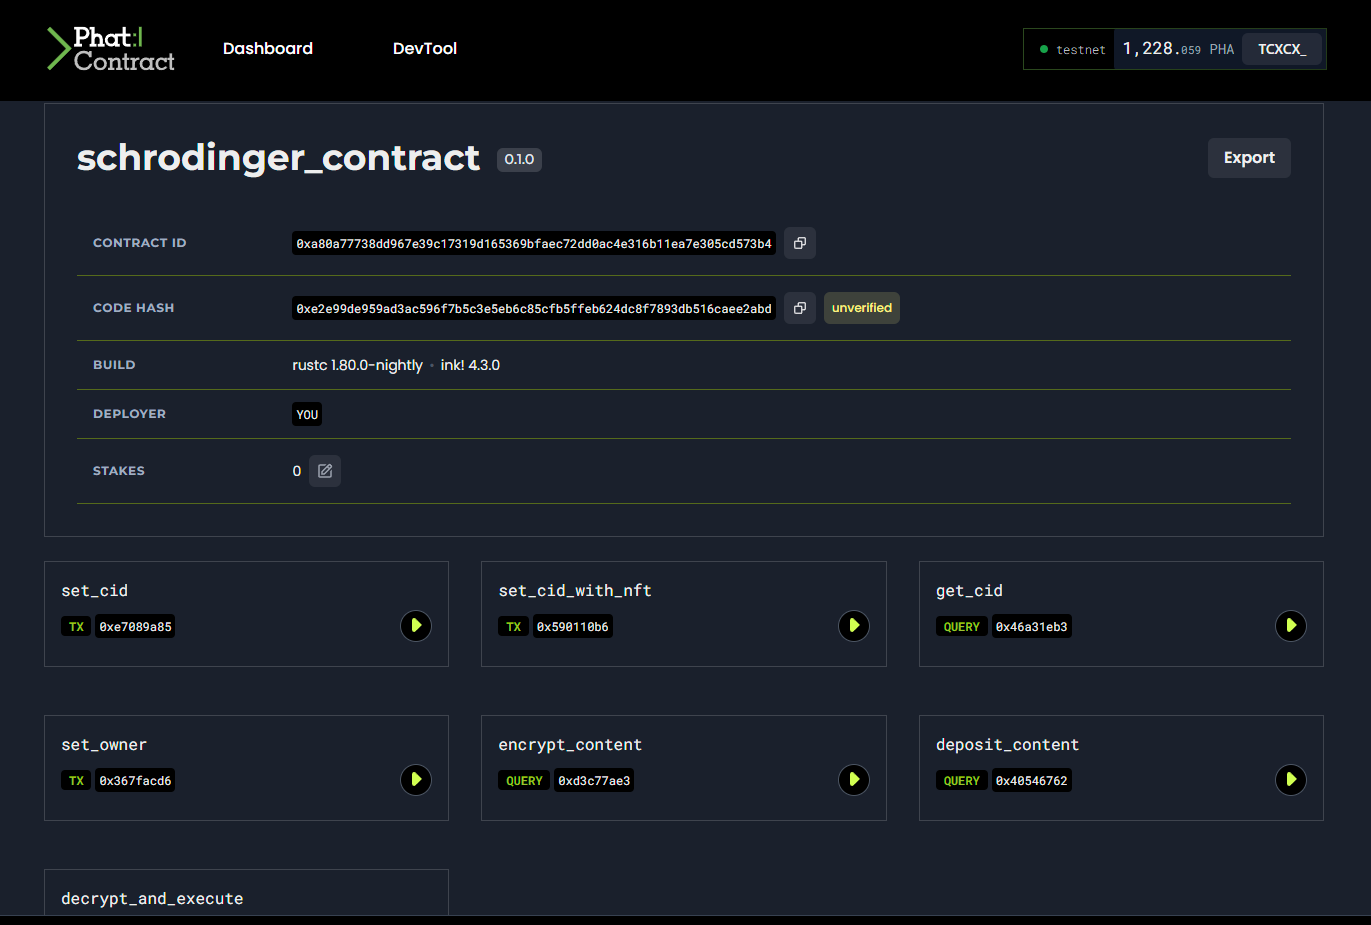 Phat:|
Contract
Dashboard
DevTool
testnet
1,228.059 PHA
TCXCX_
schrodinger_contract
0.1.0
Export
CONTRACT ID
0xa80a77738dd967e39c17319d165369bfaec72dd0ac4e316b11ea7e305cd573b4
CODE HASH
0xe2e99de959ad3ac596f7b5c3e5eb6c85cfb5ffeb624dc8f7893db516caee2abd
unverified
BUILD
rustc 1.80.0-nightly • ink! 4.3.0
DEPLOYER
YOU
STAKES
0
set_cid
TX 0xe7089a85
set_cid_with_nft
TX 0x590110b6
get_cid
QUERY 0x46a31eb3
set_owner
TX 0x367facd6
encrypt_content
QUERY 0xd3c77ae3
deposit_content
QUERY 0x40546762
decrypt_and_execute